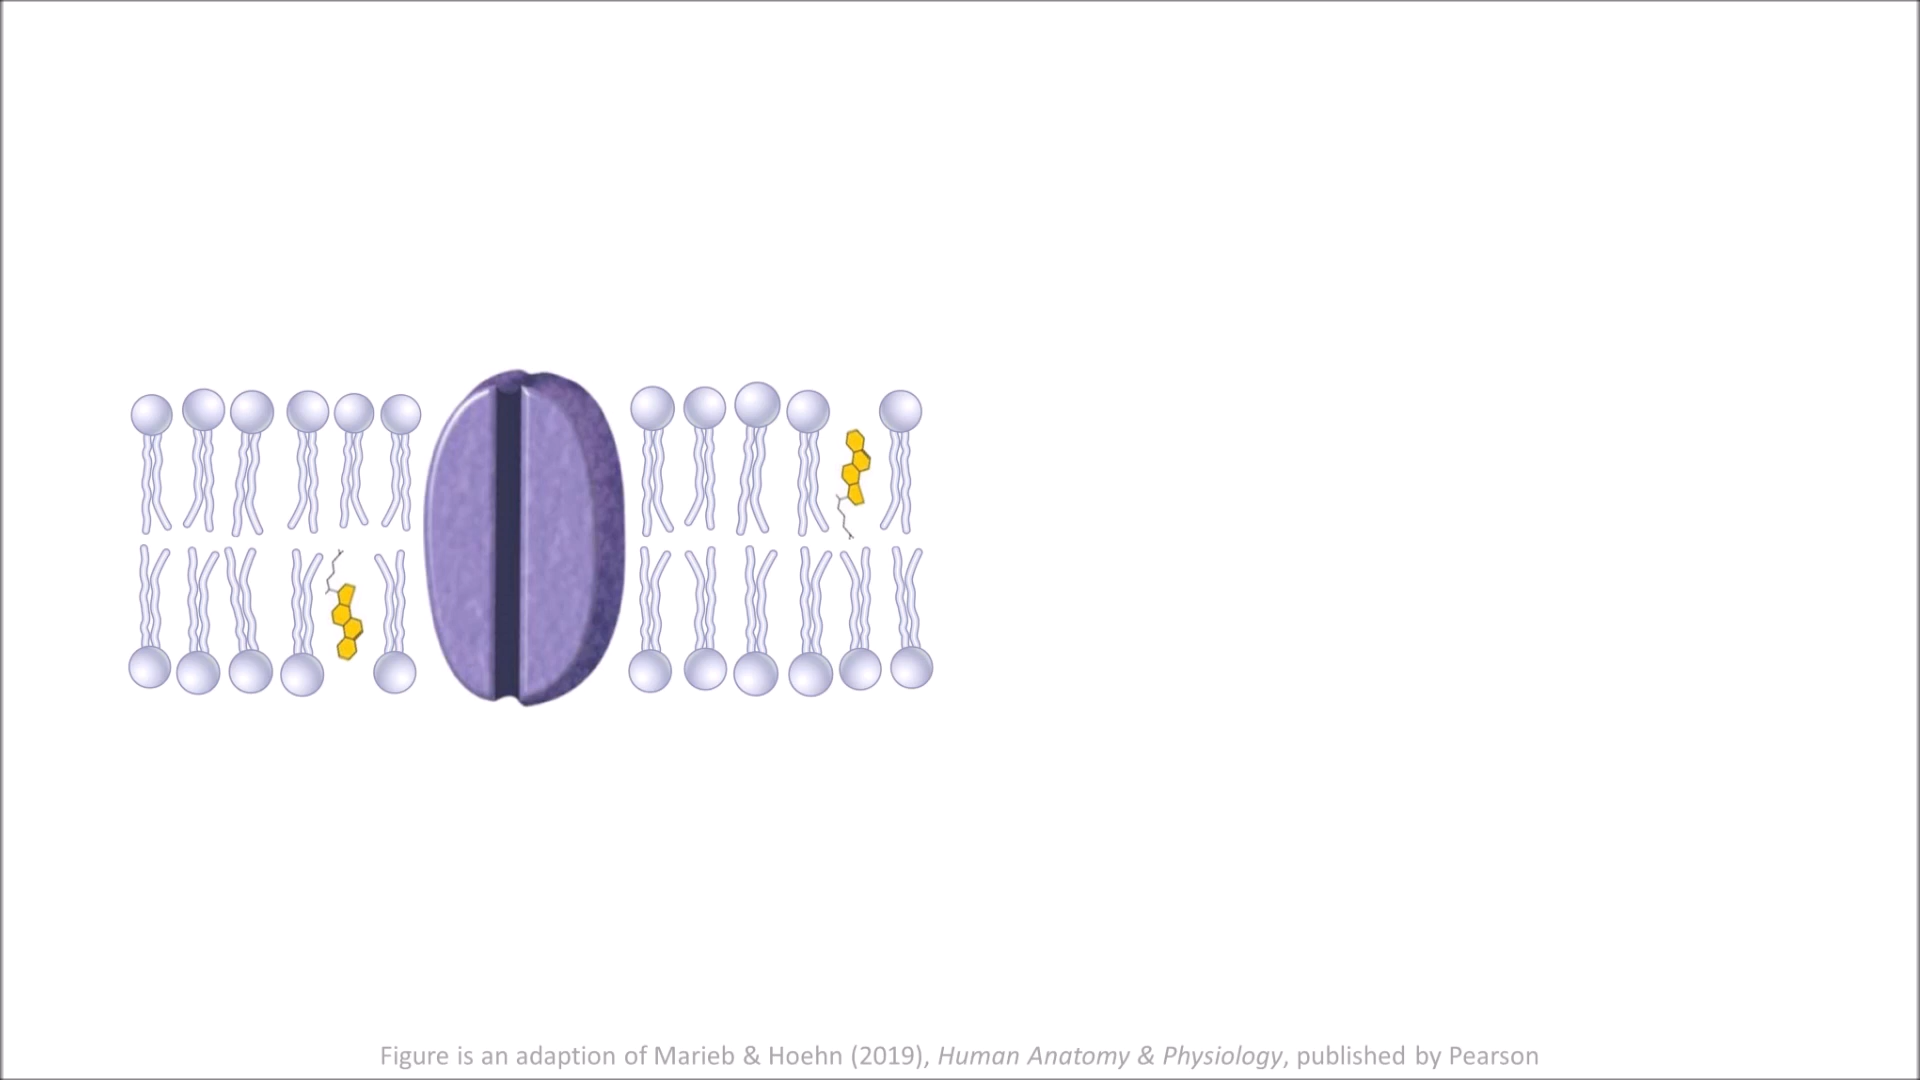 Figure is an adaption of Marieb & Hoehn (2019), Human Anatomy & Physiology, published by Pearson